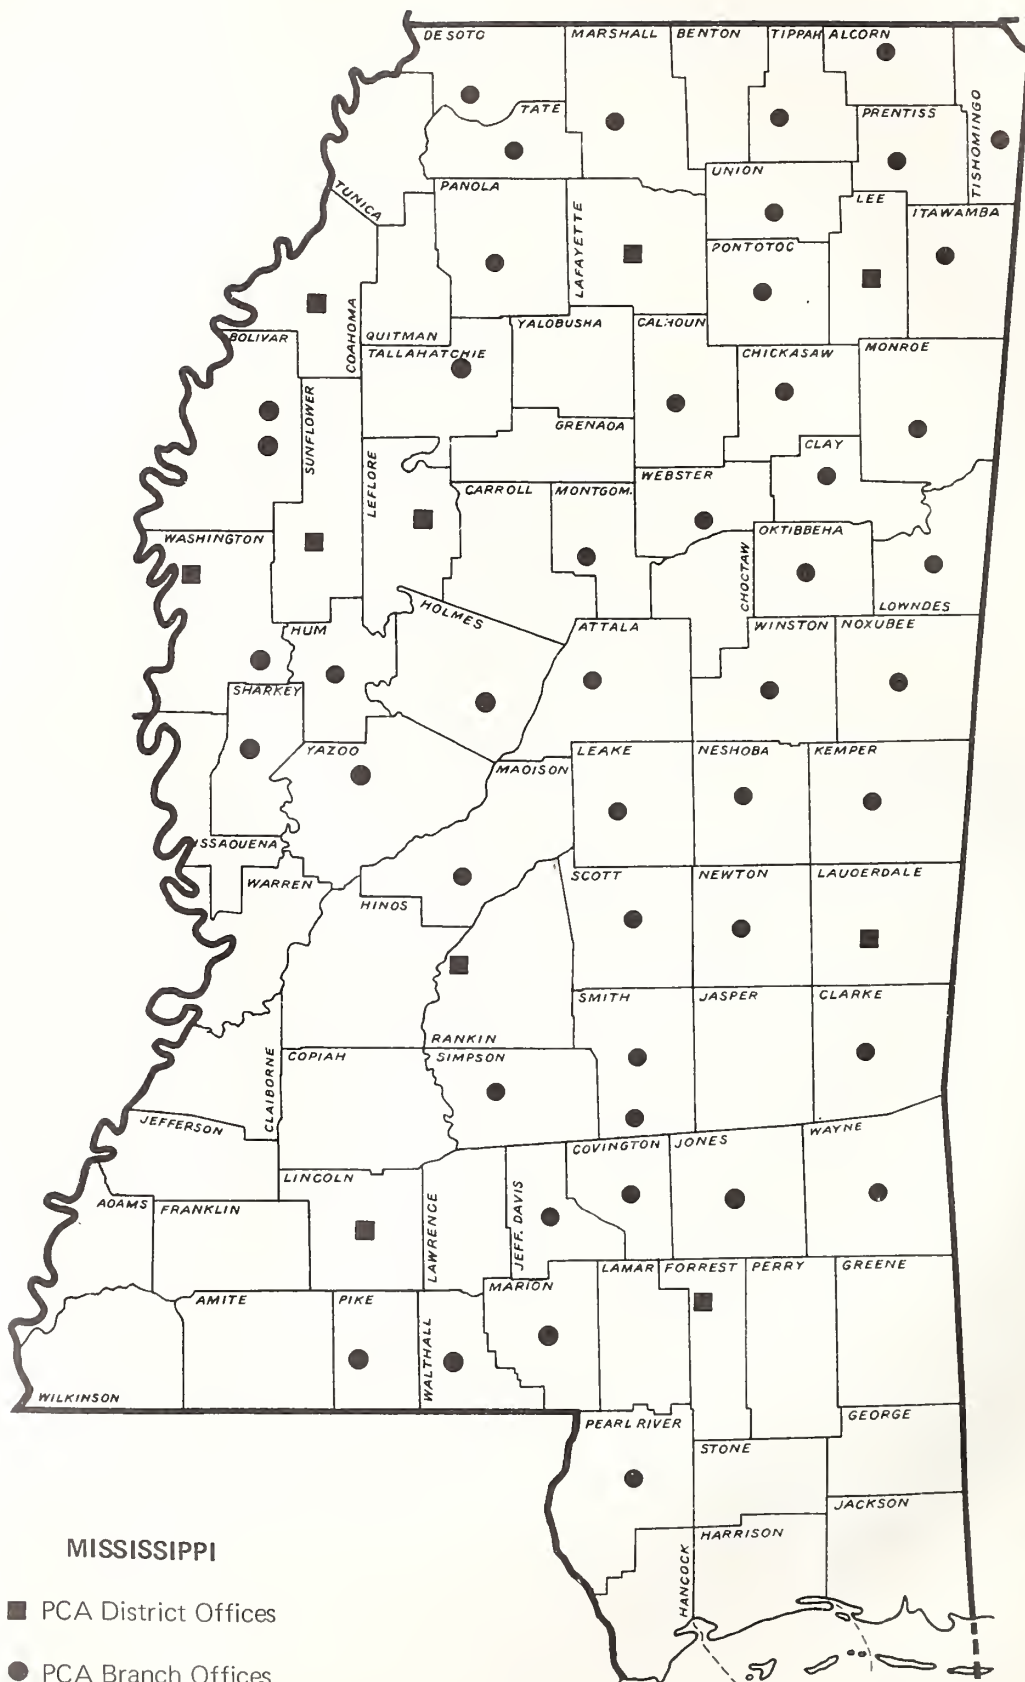 DE SOTO
MARSHALL
BENTON
TIPPAH
ALCORN
TATE
PRENTISS
TISHOMINGO
TUNICA
PANOLA
LAFAYETTE
UNION
LEE
ITAWAMBA
PONTOTOC
COAHOMA
QUITMAN
YALOBUSHA
CALHOUN
BOLIVAR
TALLAHATCHIE
CHICKASAW
MONROE
SUNFLOWER
GRENADA
CLAY
LEFLORE
CARROLL
MONTGOM.
WEBSTER
WASHINGTON
OKTIBBEHA
CHOCTAW
LOWNDES
HOLMES
HUM
ATTALA
WINSTON
NOXUBEE
SHARKEY
YAZOO
MADISON
LEAKE
NESHOBA
KEMPER
ISSAQUENA
WARREN
HINDS
SCOTT
NEWTON
LAUDERDALE
SMITH
JASPER
CLARKE
RANKIN
COPIAH
SIMPSON
CLAIBORNE
JEFFERSON
COVINGTON
JONES
WAYNE
LINCOLN
ADAMS
FRANKLIN
LAWRENCE
JEFF. DAVIS
MARION
LAMAR
FORREST
PERRY
GREENE
AMITE
PIKE
WALTHALL
WILKINSON
PEARL RIVER
GEORGE
STONE
JACKSON
HARRISON
HANCOCK
MISSISSIPPI
PCA District Offices
PCA Branch Offices